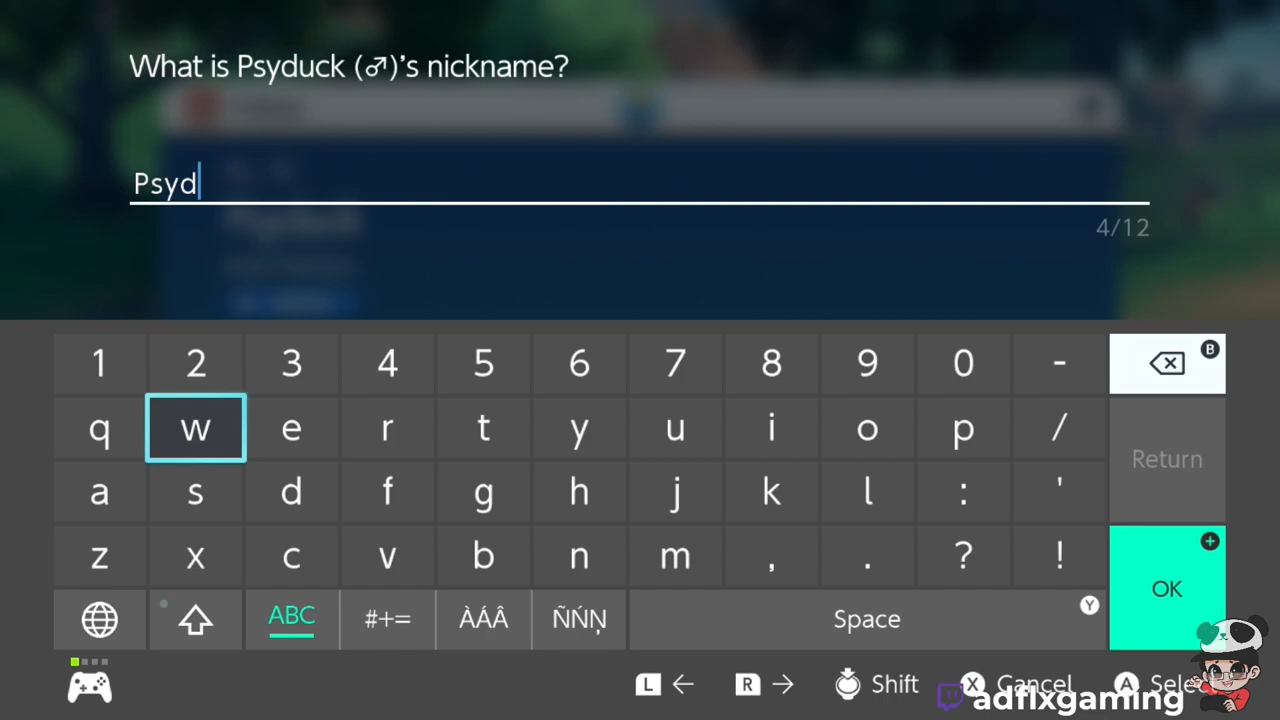 What is Psyduck (♂)'s nickname?
Psyd
4/12
1 2 3 4 5 6 7 8 9 0 - B
q w e r t y u i o p / Return
a s d f g h j k l : '
z x c v b n m , . ? ! + OK
ABC #+= ÀÁÂ ÑŃŅ Space Y
L ← R → Shift X Cancel A
adflxgaming